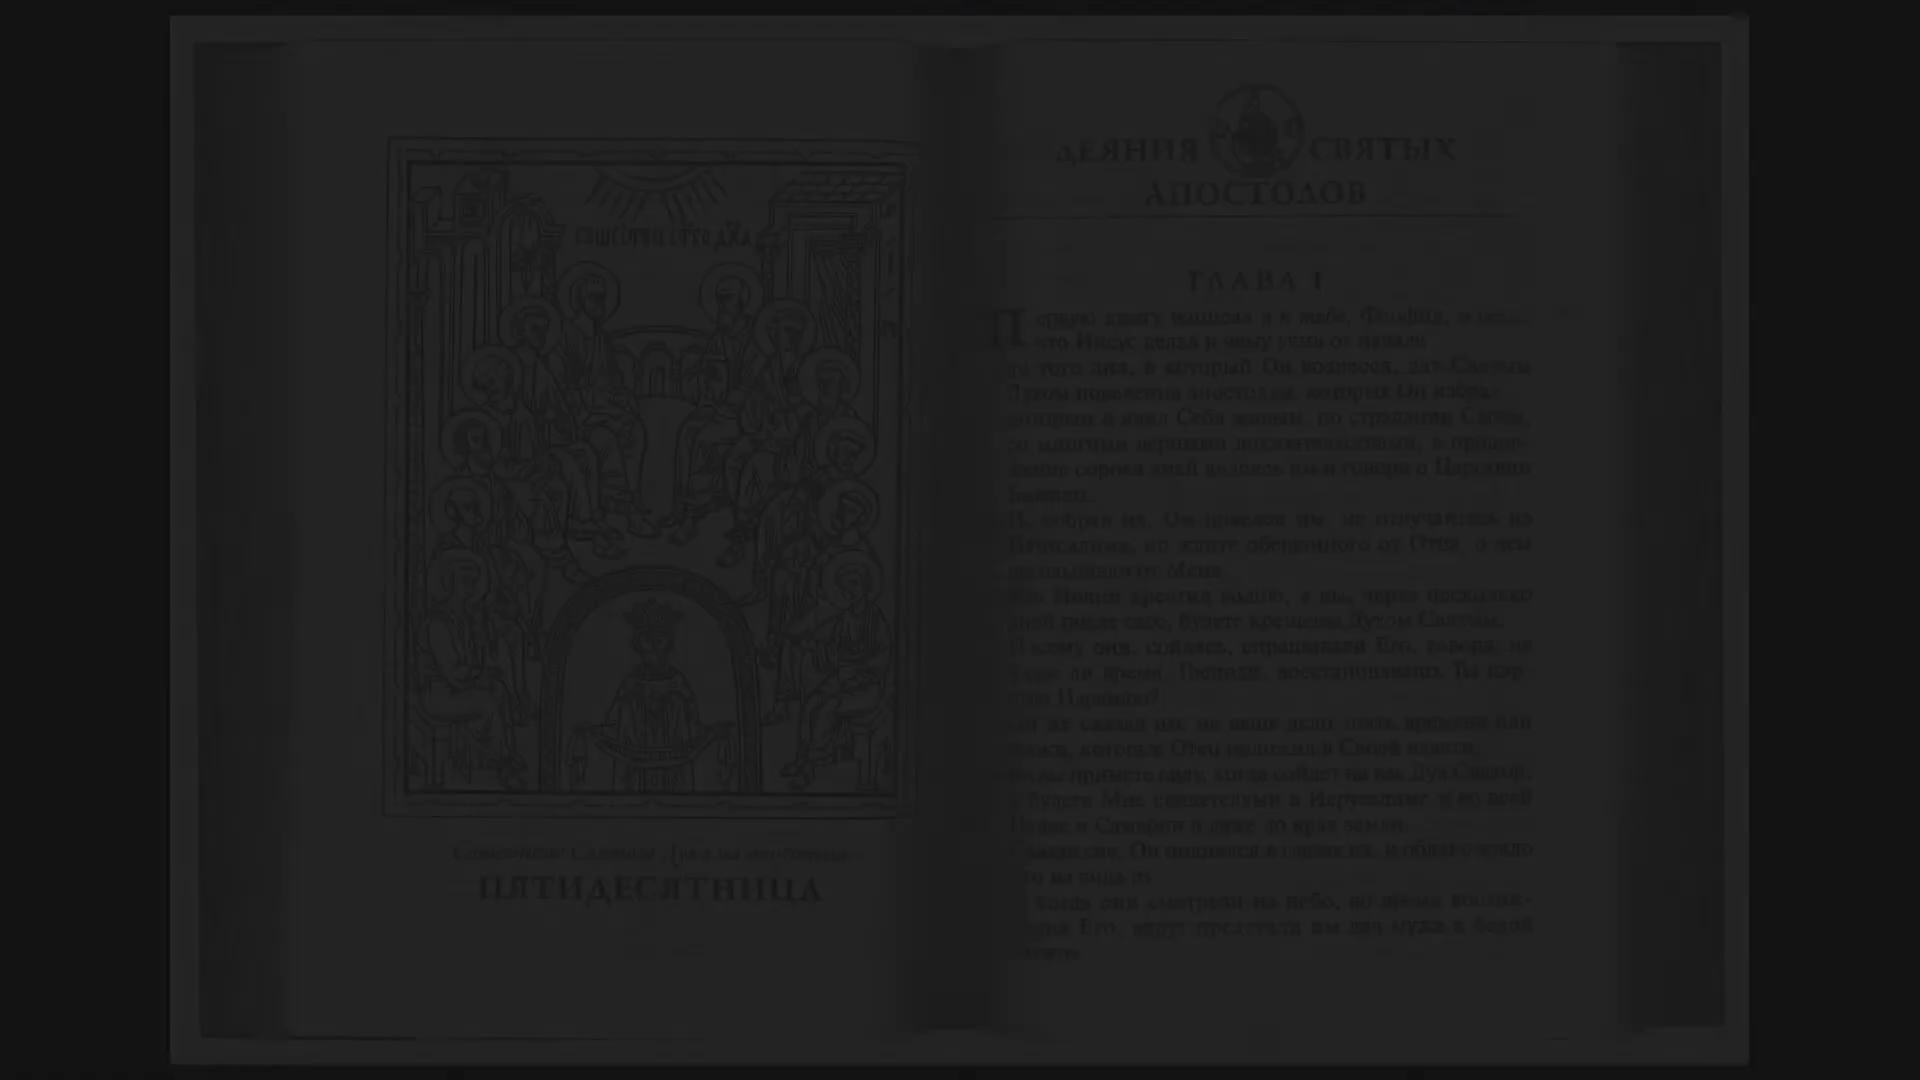 ПЯТИДЕСЯТНИЦА
ДЕЯНИЯ СВЯТЫХ
АПОСТОЛОВ
ГЛАВА 1
книгу написал я к тебе, Феофил, о
что Иисус делал и чему учил от начала
до того дня, в который Он вознесся, дав Святым
Духом повеления апостолам, которых Он избрал
которым и явил Себя живым, по страдании Своем,
со многими верными доказательствами, в продол-
жение сорока дней являясь им и говоря о Царствии
Божием.
И, собрав их, Он повелел им: не отлучайтесь из
Иерусалима, но ждите обещанного от Отца, о чем
вы слышали от Меня
Иоанн крестил водою, а вы, через несколько
дней после сего, будете крещены Духом Святым.
Посему они, сойдясь, спрашивали Его, говоря: не
в сие ли время, Господи, восстановляешь Ты цар-
ство Израилю?
Он же сказал им: не ваше дело знать времена или
сроки, которые Отец положил в Своей власти,
но вы примете силу, когда сойдет на вас Дух Святой,
и будете Мне свидетелями в Иерусалиме и во всей
Иудее и Самарии и даже до края земли.
Сказав сие, Он поднялся в глазах их, и облако взяло
Его из вида их
когда они смотрели на небо, во время восхож-
дения Его, вдруг предстали им два мужа в белой
одежде